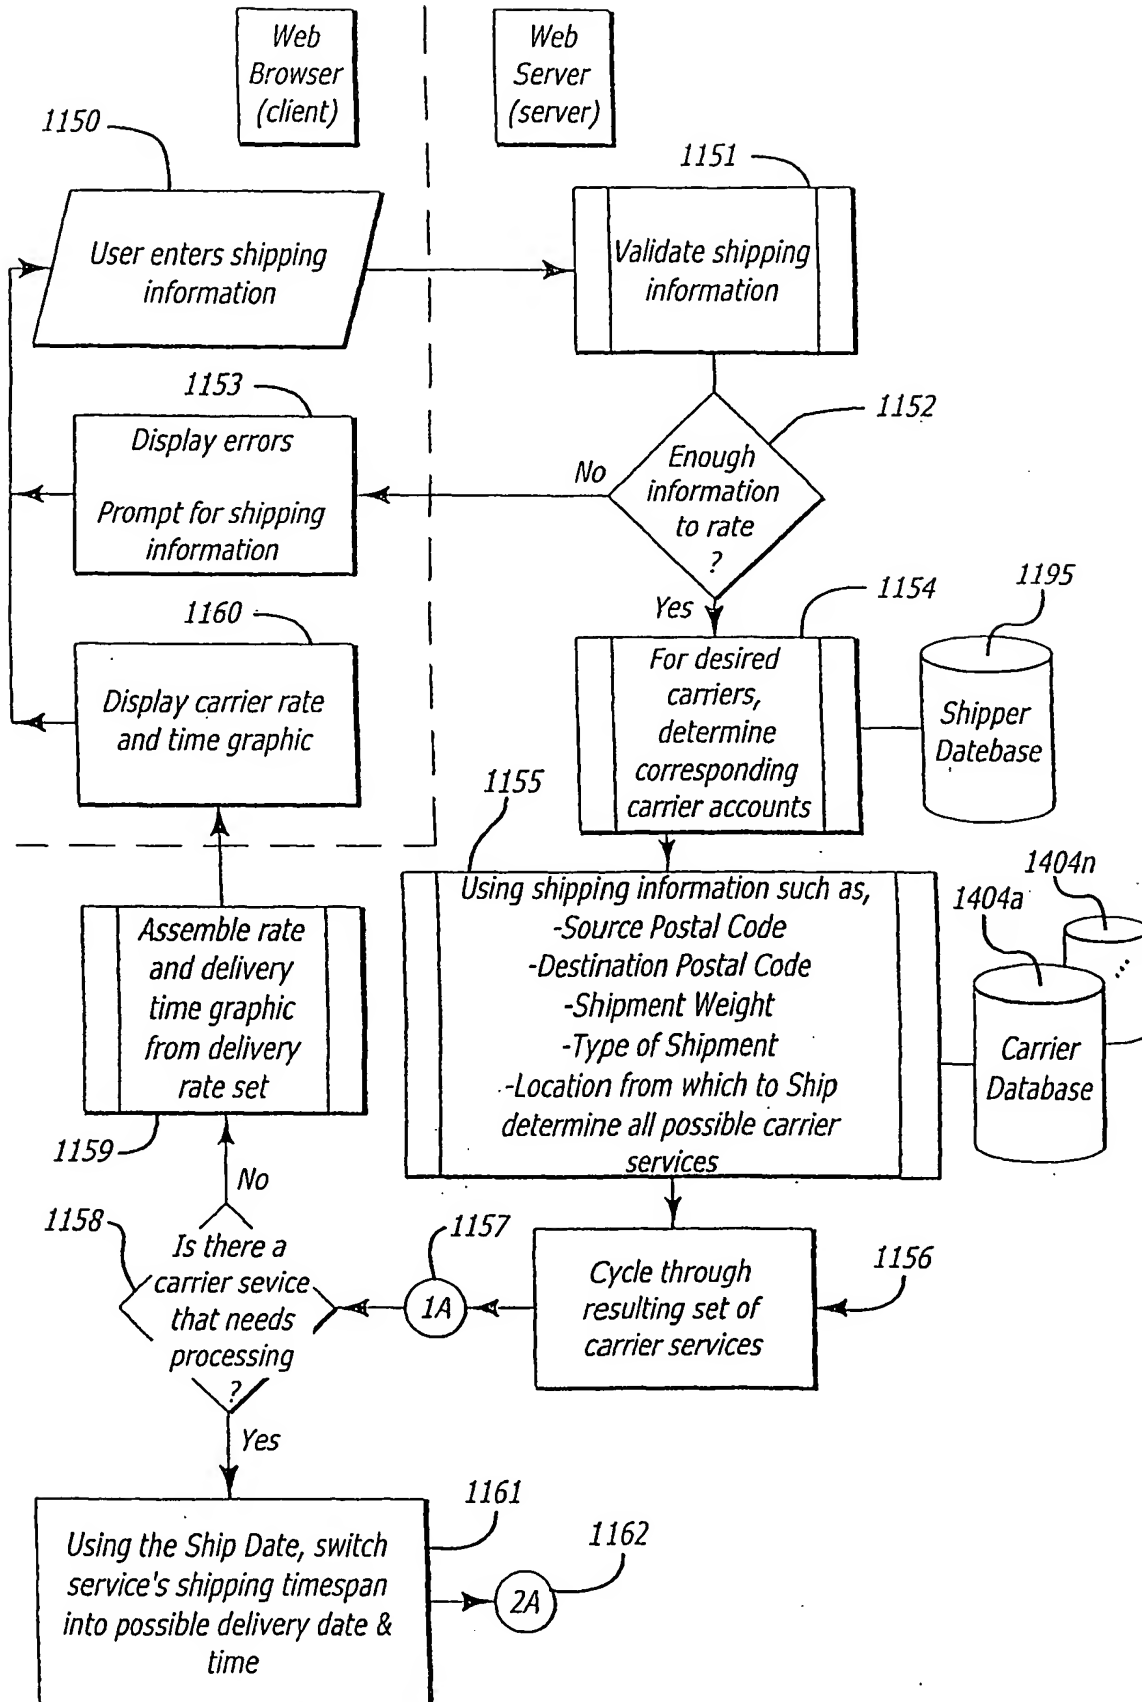 Web
Browser
(client)
Web
Server
(server)
1150
User enters shipping
information
1151
Validate shipping
information
1153
Display errors
Prompt for shipping
information
1152
Enough
information
to rate
?
No
Yes
1160
Display carrier rate
and time graphic
1154
For desired
carriers,
determine
corresponding
carrier accounts
1195
Shipper
Datebase
1155
Using shipping information such as,
-Source Postal Code
-Destination Postal Code
-Shipment Weight
-Type of Shipment
-Location from which to Ship
determine all possible carrier
services
1404n
1404a
...
Carrier
Database
Assemble rate
and delivery
time graphic
from delivery
rate set
1159
No
1158
Is there a
carrier sevice
that needs
processing
?
1157
1A
Cycle through
resulting set of
carrier services
1156
Yes
1161
Using the Ship Date, switch
service's shipping timespan
into possible delivery date &
time
1162
2A